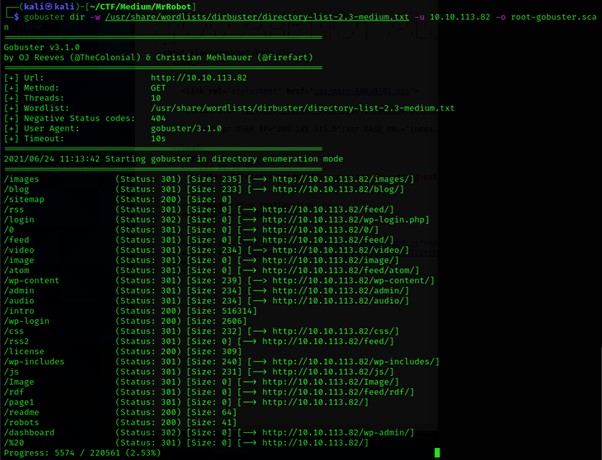 ┌──(kali㉿kali)-[~/CTF/Medium/MrRobot]
└─$ gobuster dir -w /usr/share/wordlists/dirbuster/directory-list-2.3-medium.txt -u 10.10.113.82 -o root-gobuster.sca
n
===============================================================
Gobuster v3.1.0
by OJ Reeves (@TheColonial) & Christian Mehlmauer (@firefart)
===============================================================
[+] Url: http://10.10.113.82
[+] Method: GET
[+] Threads: 10
[+] Wordlist: /usr/share/wordlists/dirbuster/directory-list-2.3-medium.txt
[+] Negative Status codes: 404
[+] User Agent: gobuster/3.1.0
[+] Timeout: 10s
===============================================================
2021/06/24 11:13:42 Starting gobuster in directory enumeration mode
===============================================================
/images (Status: 301) [Size: 235] [--> http://10.10.113.82/images/]
/blog (Status: 301) [Size: 233] [--> http://10.10.113.82/blog/]
/sitemap (Status: 200) [Size: 0]
/rss (Status: 301) [Size: 0] [--> http://10.10.113.82/feed/]
/login (Status: 302) [Size: 0] [--> http://10.10.113.82/wp-login.php]
/0 (Status: 301) [Size: 0] [--> http://10.10.113.82/0/]
/feed (Status: 301) [Size: 0] [--> http://10.10.113.82/feed/]
/video (Status: 301) [Size: 234] [--> http://10.10.113.82/video/]
/image (Status: 301) [Size: 0] [--> http://10.10.113.82/image/]
/atom (Status: 301) [Size: 0] [--> http://10.10.113.82/feed/atom/]
/wp-content (Status: 301) [Size: 239] [--> http://10.10.113.82/wp-content/]
/admin (Status: 301) [Size: 234] [--> http://10.10.113.82/admin/]
/audio (Status: 301) [Size: 234] [--> http://10.10.113.82/audio/]
/intro (Status: 200) [Size: 516314]
/wp-login (Status: 200) [Size: 2606]
/css (Status: 301) [Size: 232] [--> http://10.10.113.82/css/]
/rss2 (Status: 301) [Size: 0] [--> http://10.10.113.82/feed/]
/license (Status: 200) [Size: 309]
/wp-includes (Status: 301) [Size: 240] [--> http://10.10.113.82/wp-includes/]
/js (Status: 301) [Size: 231] [--> http://10.10.113.82/js/]
/Image (Status: 301) [Size: 0] [--> http://10.10.113.82/Image/]
/rdf (Status: 301) [Size: 0] [--> http://10.10.113.82/feed/rdf/]
/page1 (Status: 301) [Size: 0] [--> http://10.10.113.82/]
/readme (Status: 200) [Size: 64]
/robots (Status: 200) [Size: 41]
/dashboard (Status: 302) [Size: 0] [--> http://10.10.113.82/wp-admin/]
/%20 (Status: 301) [Size: 0] [--> http://10.10.113.82/]
Progress: 5574 / 220561 (2.53%)